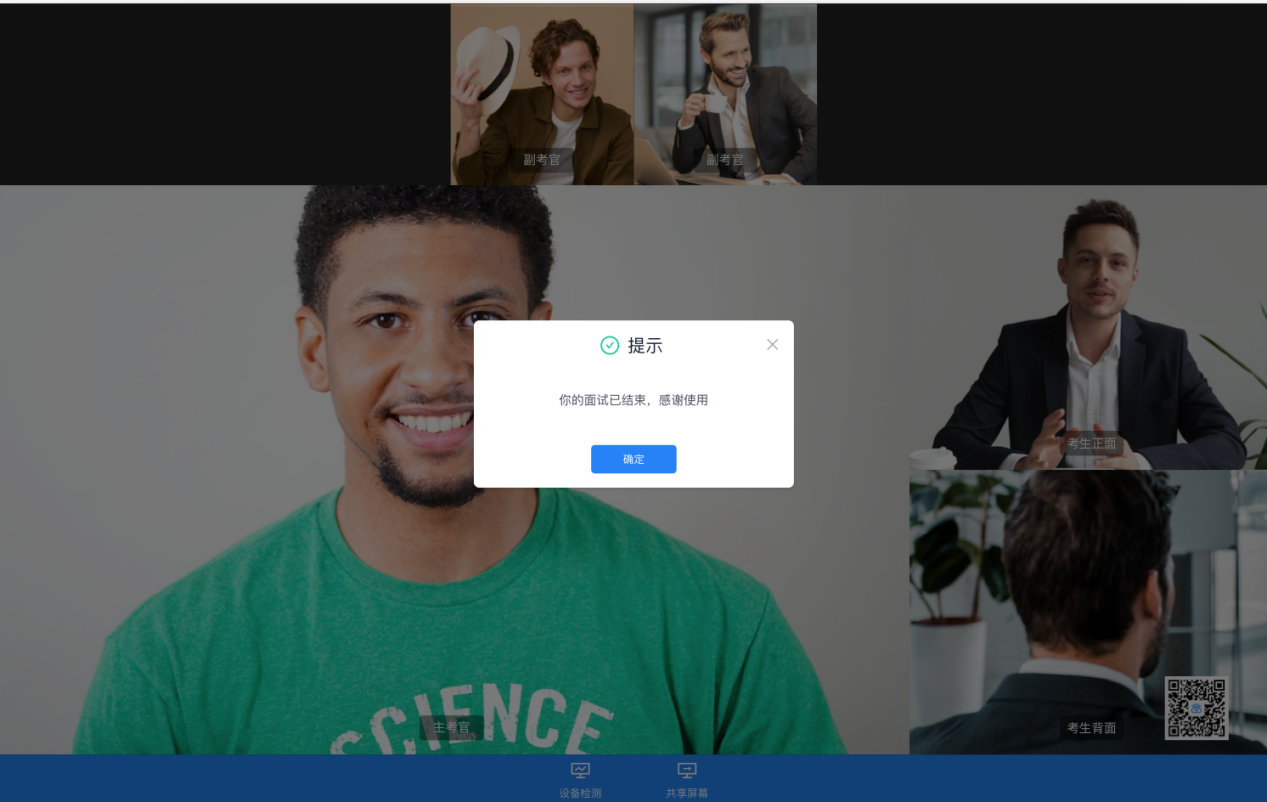 副考官
副考官
提示
你的面试已结束，感谢使用
确定
考生正面
SCIENCE
主考官
考生背面
设备检测
共享屏幕